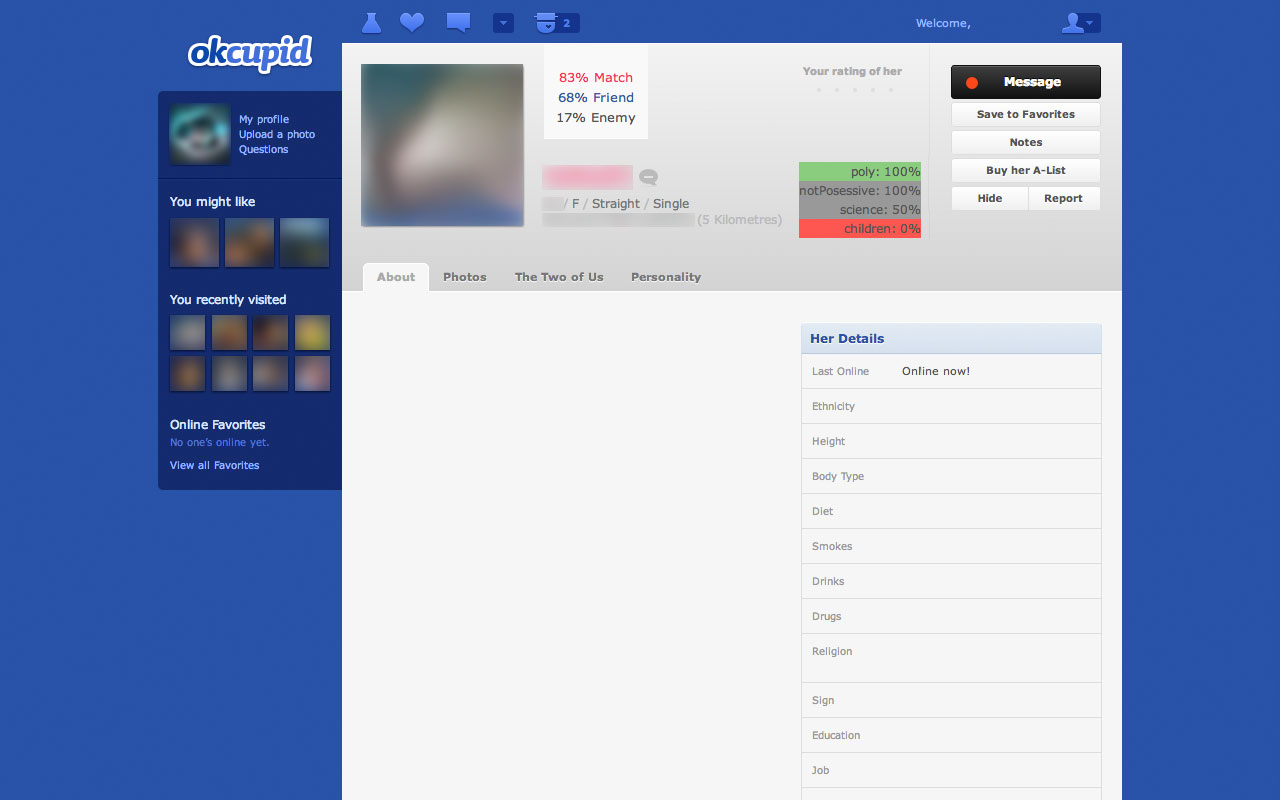 2
Welcome,
okcupid
My profile
Upload a photo
Questions
You might like
You recently visited
Online Favorites
No one's online yet.
View all Favorites
83% Match
68% Friend
17% Enemy
/ F / Straight / Single
(5 Kilometres)
Your rating of her
poly: 100%
notPosessive: 100%
science: 50%
children: 0%
Message
Save to Favorites
Notes
Buy her A-List
Hide Report
About Photos The Two of Us Personality
Her Details
Last Online Online now!
Ethnicity
Height
Body Type
Diet
Smokes
Drinks
Drugs
Religion
Sign
Education
Job